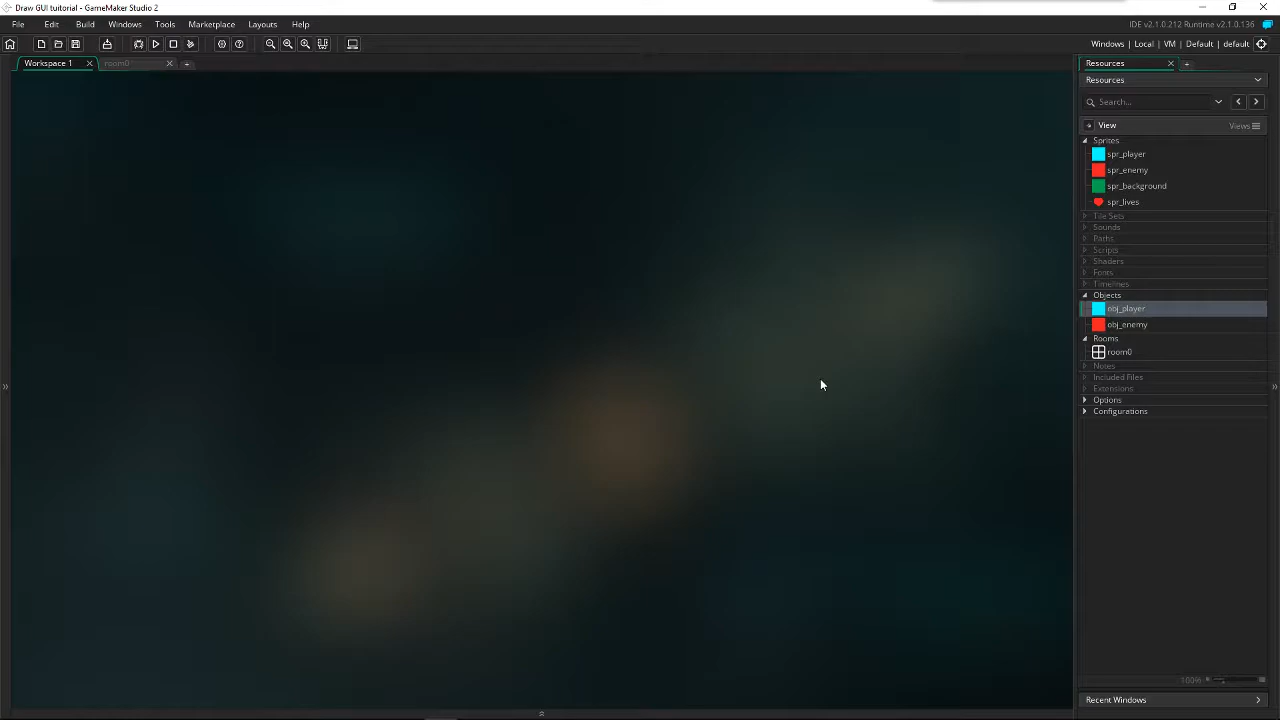 Draw GUI tuitorial - GameMaker Studio 2
File Edit Build Windows Tools Marketplace Layouts Help
IDE v2.1.0.212 Runtime v2.1.0.136
Windows | Local | VM | Default | default
Workspace 1
room0
Resources
Resources
Search...
View
Views
Sprites
spr_player
spr_enemy
spr_background
spr_lives
Tile Sets
Sounds
Paths
Scripts
Shaders
Fonts
Timelines
Objects
obj_player
obj_enemy
Rooms
room0
Notes
Included Files
Extensions
Options
Configurations
100%
Recent Windows